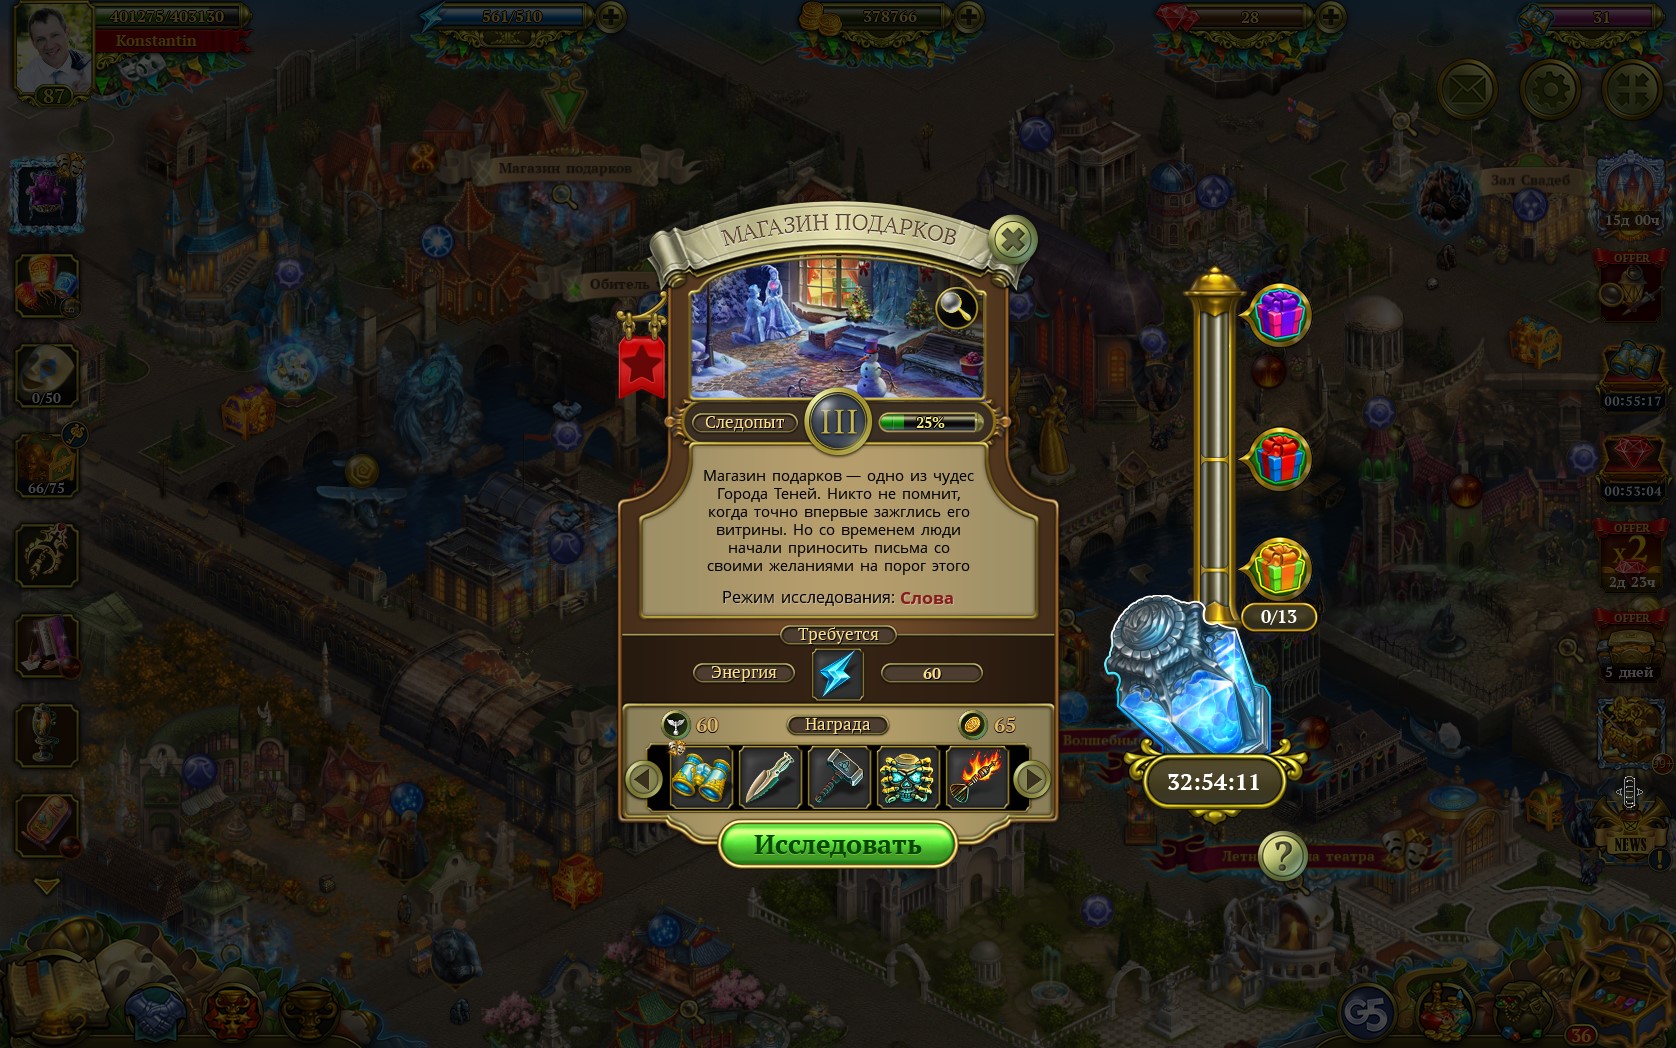 401275/403130
561/510
378766
28
31
Konstantin
87
Магазин подарков
Зал Свадеб
15д 00ч
OFFER
МАГАЗИН ПОДАРКОВ
Обитель
0/50
00:55:17
Следопыт
III
25%
66/75
00:53:04
Магазин подарков — одно из чудес
Города Теней. Никто не помнит,
когда точно впервые зажглись его
витрины. Но со временем люди
начали приносить письма со
своими желаниями на порог этого
Режим исследования: Слова
OFFER
x2
2д 23ч
0/13
OFFER
5 дней
Требуется
Энергия
60
60
Награда
65
Волшебны
32:54:11
99+
NEWS
Исследовать
театра
G5
36